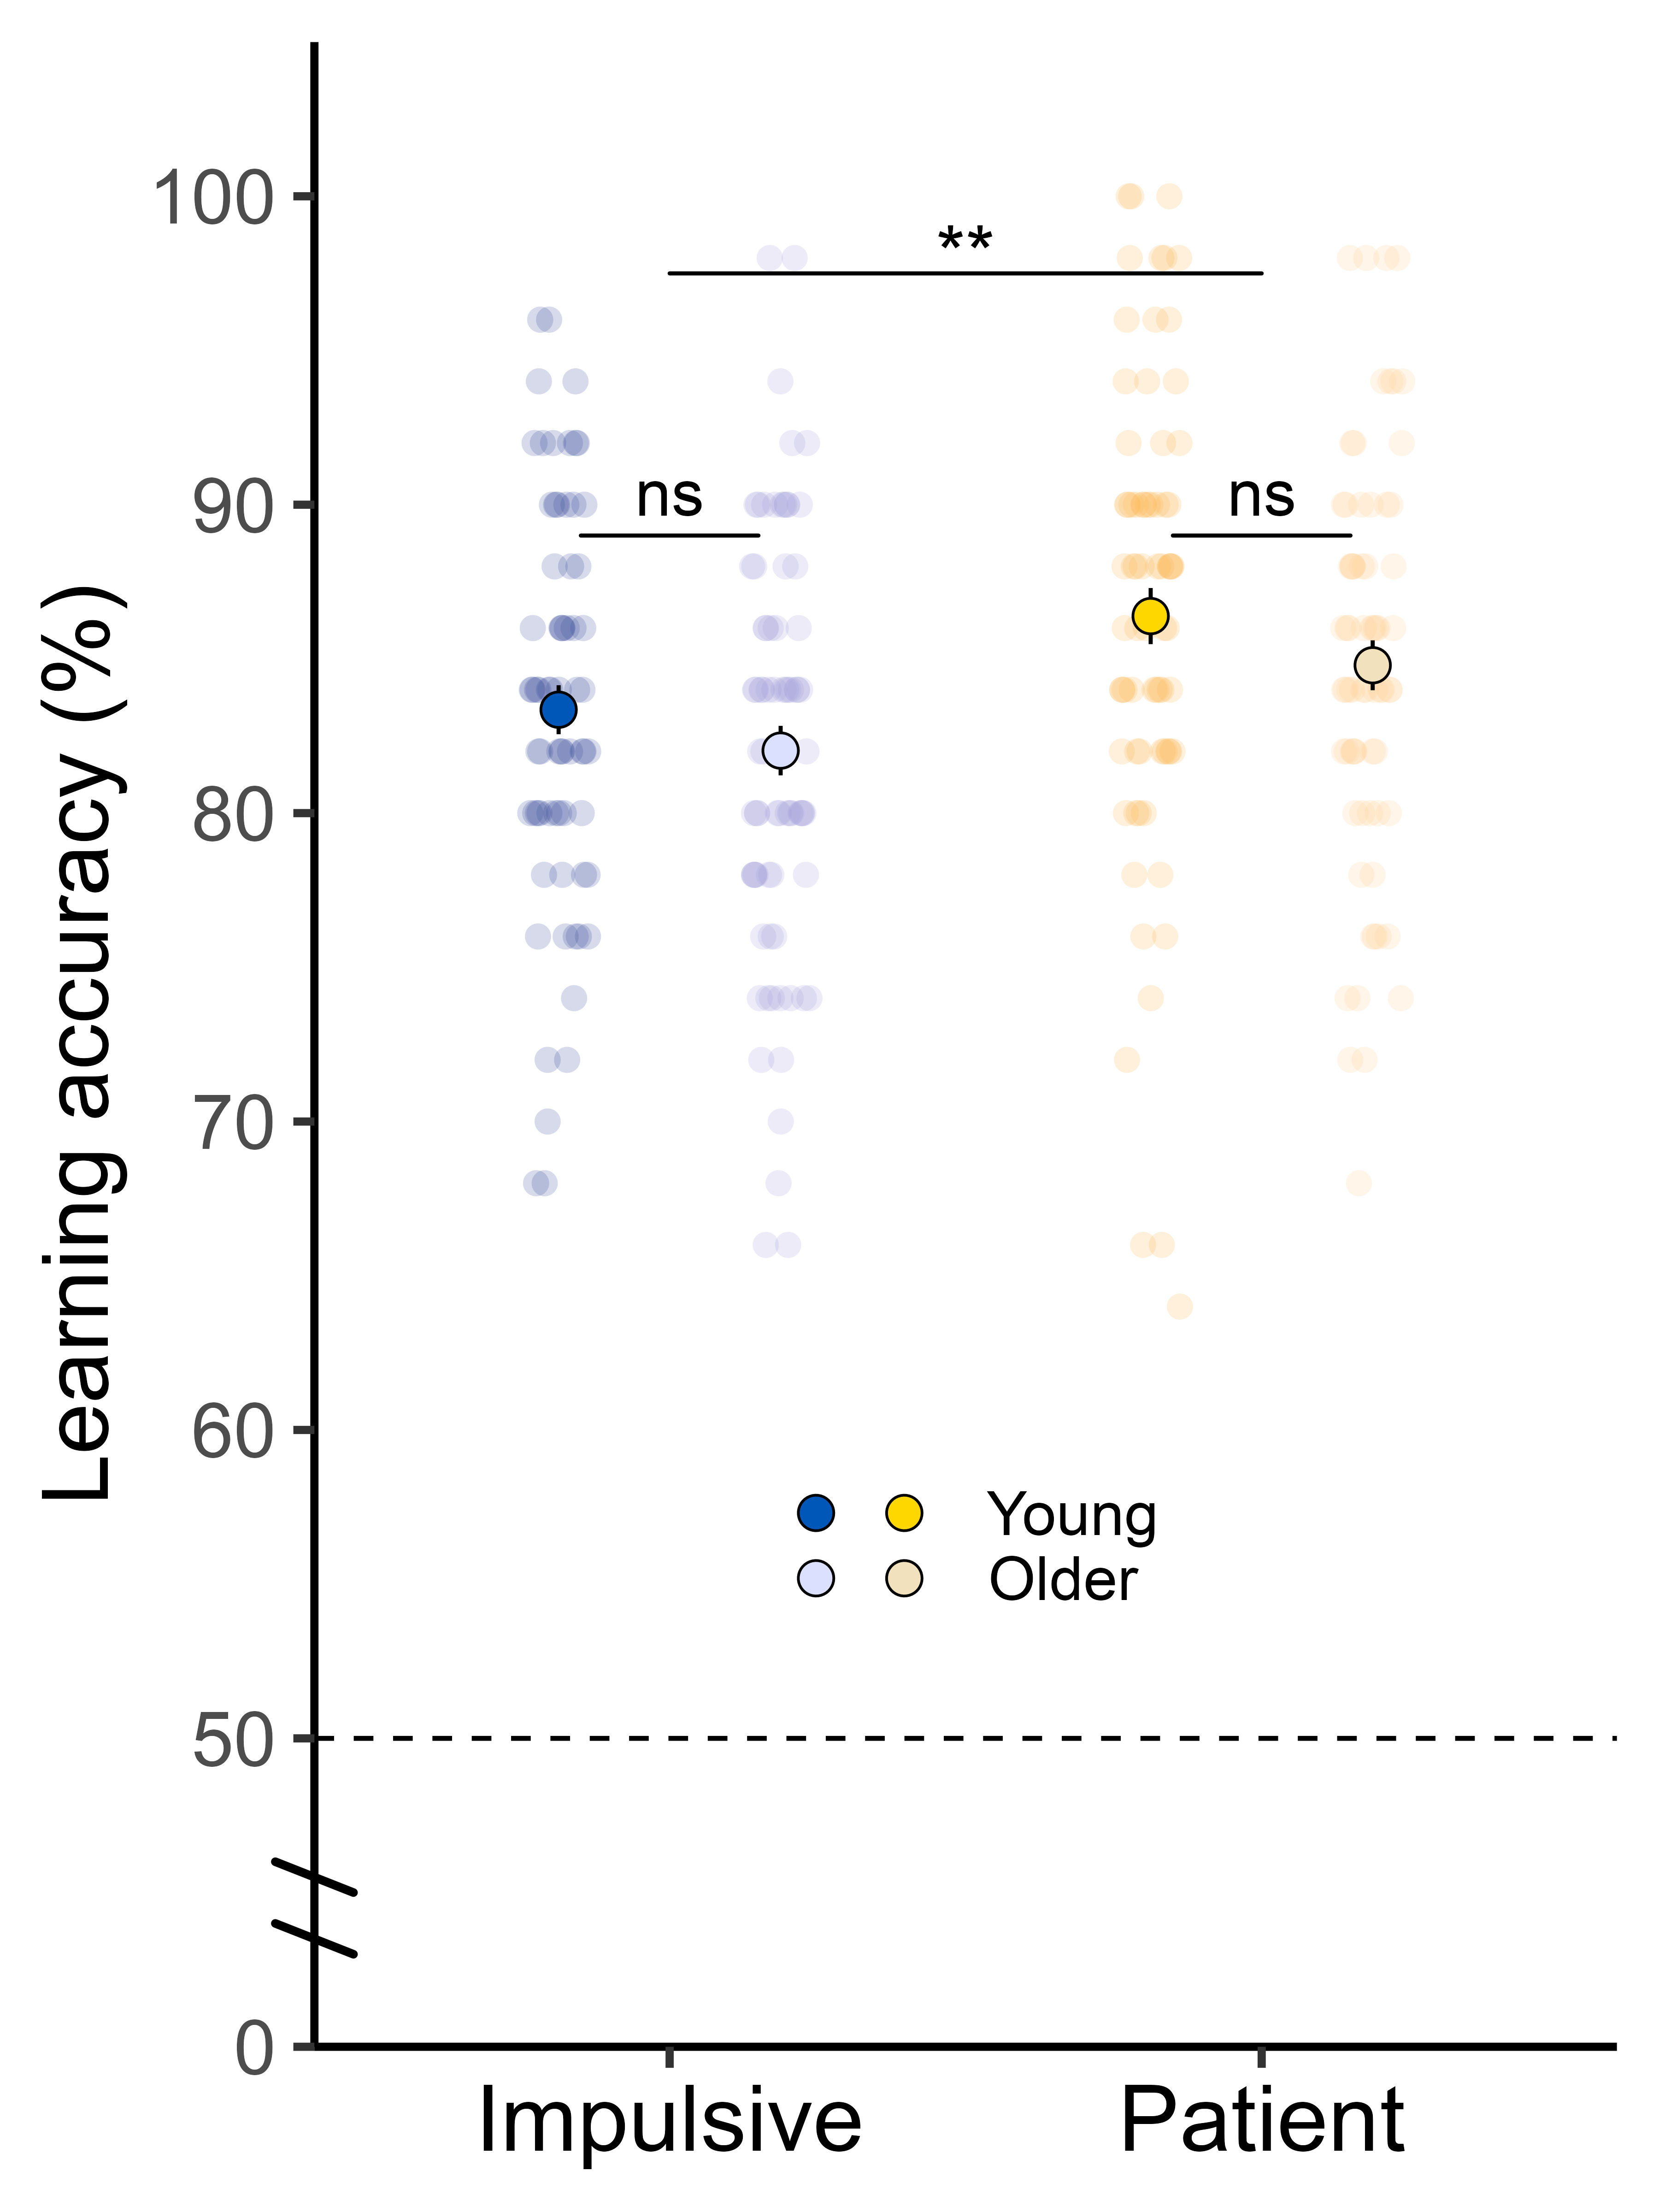 Learning accuracy (%)
100
90
80
70
60
50
0
**
ns
ns
Young
Older
Impulsive
Patient